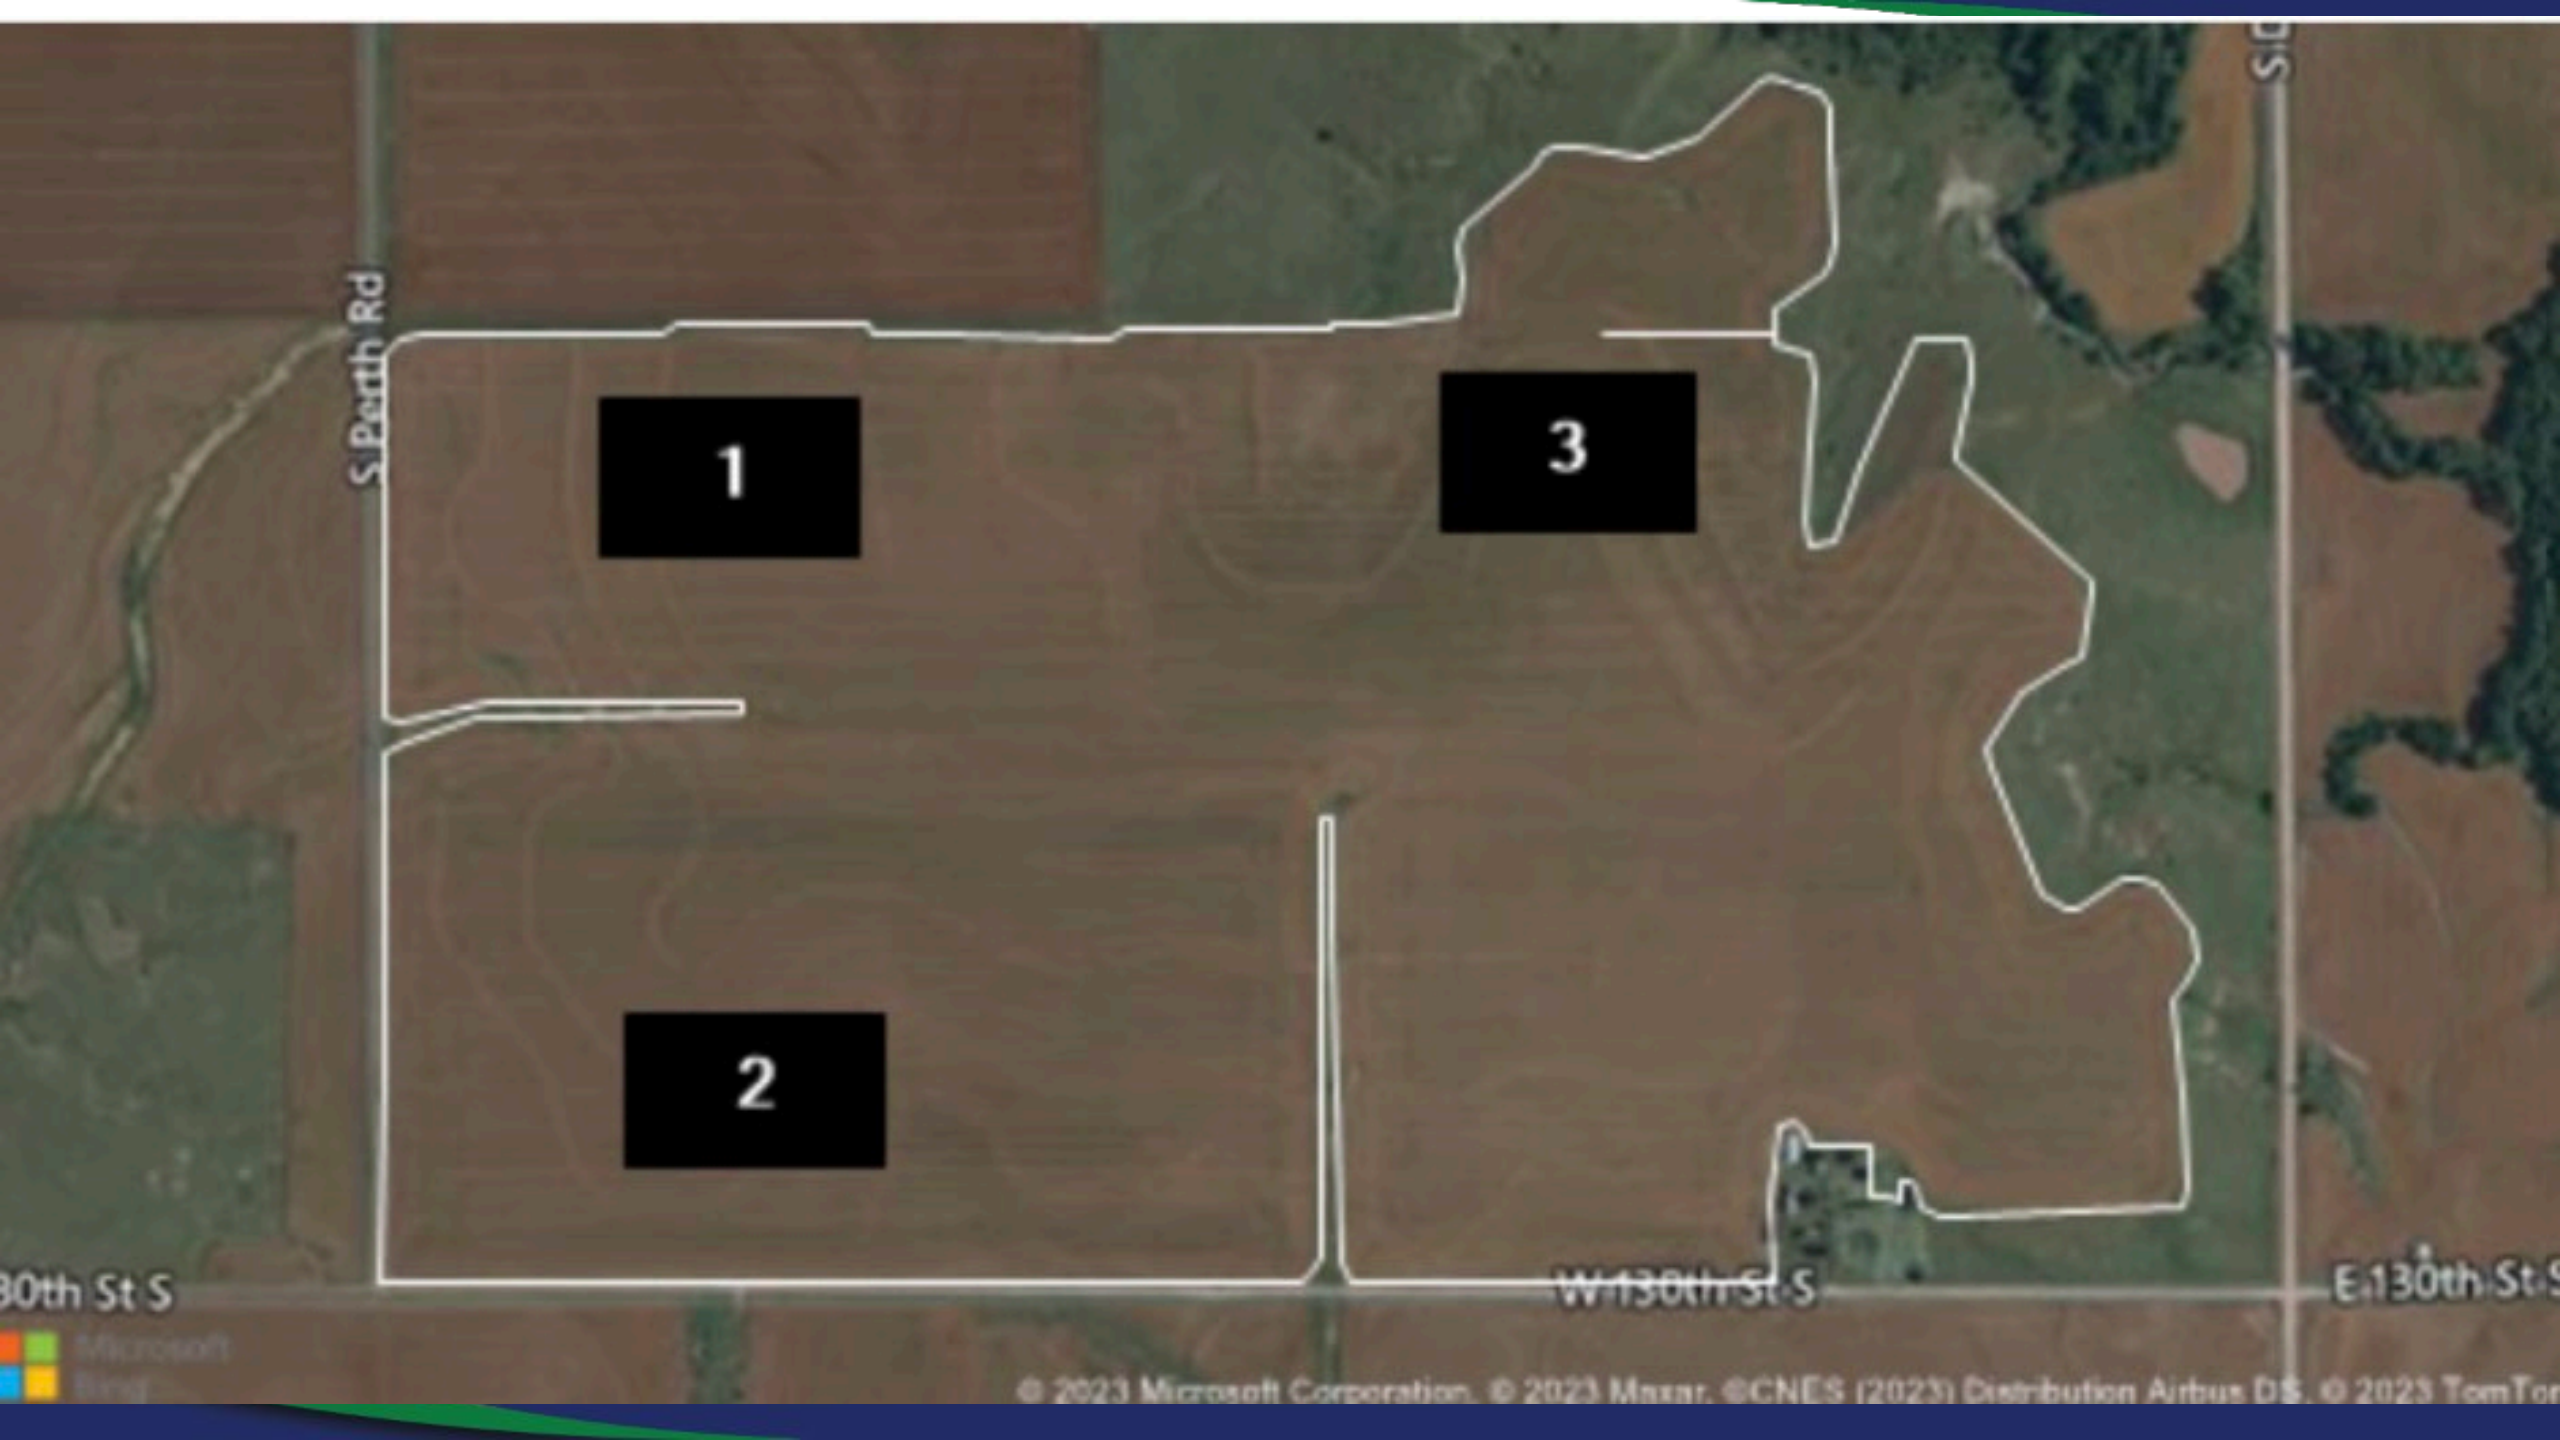 S D
S Perth Rd
1
3
2
30th St S
W 130th St S
E 130th St S
Microsoft
Bing
© 2023 Microsoft Corporation, © 2023 Maxar, ©CNES (2023) Distribution Airbus DS, © 2023 TomTom